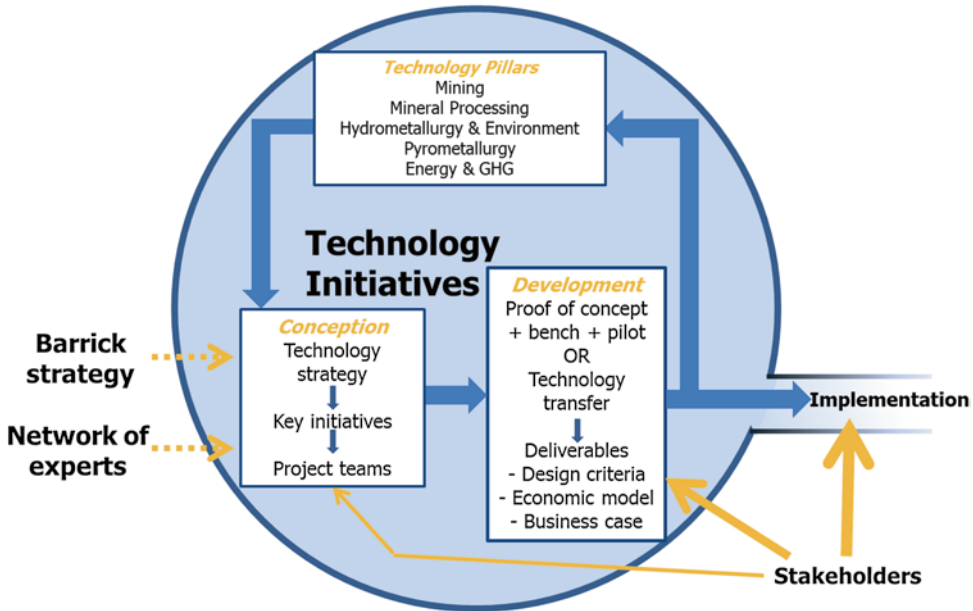 Technology Pillars
Mining
Mineral Processing
Hydrometallurgy & Environment
Pyrometallurgy
Energy & GHG
Technology
Initiatives
Barrick
strategy
Network of
experts
Conception
Technology
strategy
Key initiatives
Project teams
Development
Proof of concept
+ bench + pilot
OR
Technology
transfer
Deliverables
- Design criteria
- Economic model
- Business case
Implementation
Stakeholders